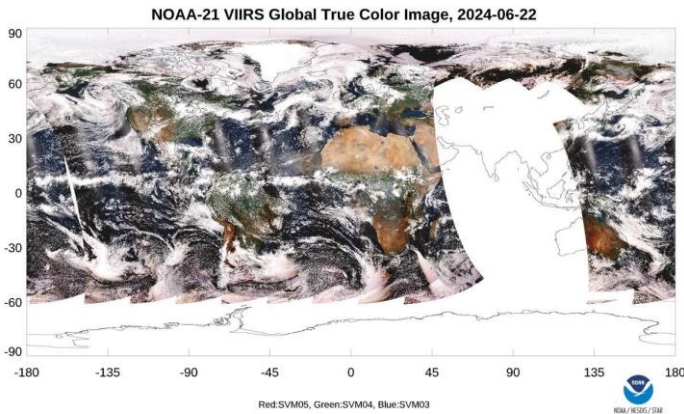 NOAA-21 VIIRS Global True Color Image, 2024-06-22
90
60
30
0
-30
-60
-90
-180 -135 -90 -45 0 45 90 135 180
Red:SVM05, Green:SVM04, Blue:SVM03
NOAA
NOAA / NESDIS / STAR